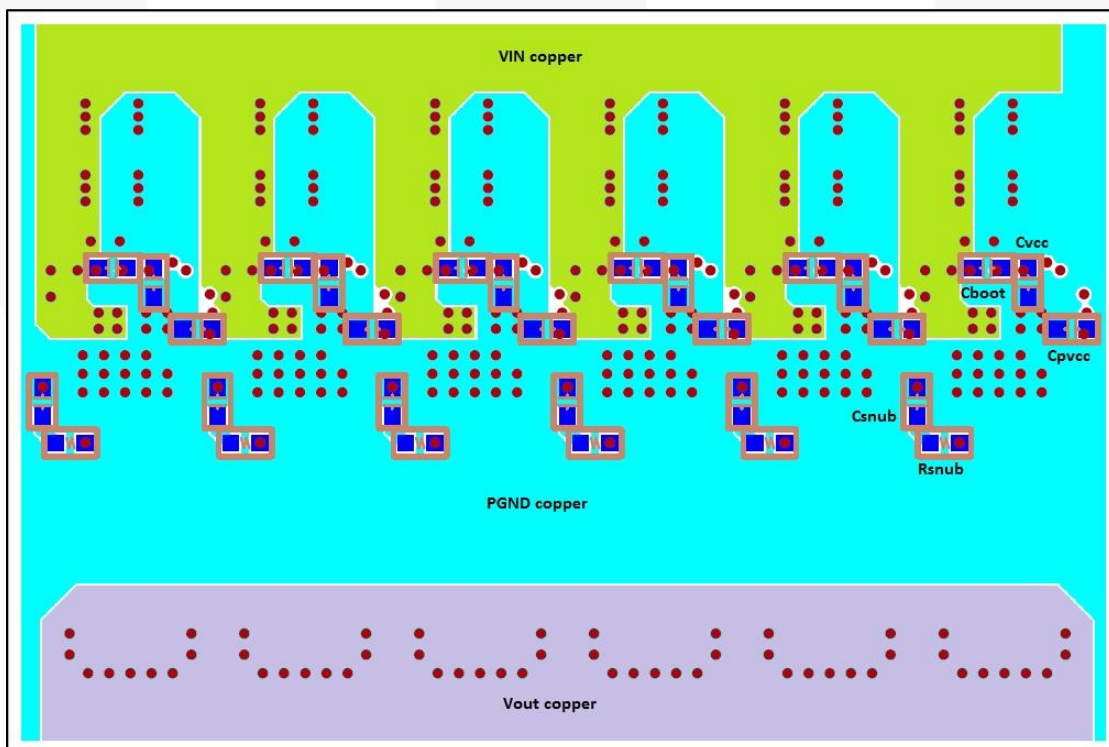 VIN copper
Cvcc
Cboot
Cpvcc
Csnub
Rsnub
PGND copper
Vout copper